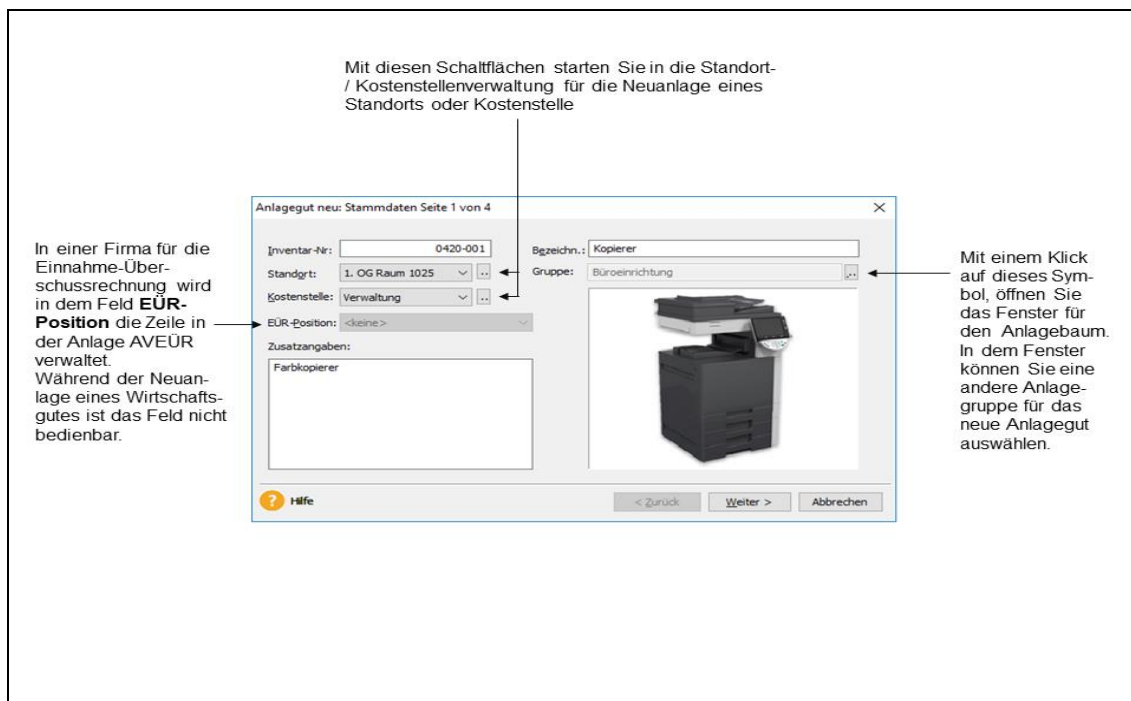 Mit diesen Schaltflächen starten Sie in die Standort-
/ Kostenstellenverwaltung für die Neuanlage eines
Standorts oder Kostenstelle
In einer Firma für die
Einnahme-Über-
schussrechnung wird
in dem Feld EÜR-
Position die Zeile in
der Anlage AVEÜR
verwaltet.
Während der Neuan-
lage eines Wirtschafts-
gutes ist das Feld nicht
bedienbar.
Anlagegut neu: Stammdaten Seite 1 von 4
Inventar-Nr: 0420-001
Bezeichn.: Kopierer
Standort: 1. OG Raum 1025 ..
Gruppe: Büroeinrichtung ..
Kostenstelle: Verwaltung ..
EÜR-Position: <keine>
Zusatzangaben:
Farbkopierer
? Hilfe
< Zurück Weiter > Abbrechen
Mit einem Klick
auf dieses Sym-
bol, öffnen Sie
das Fenster für
den Anlagebaum.
In dem Fenster
können Sie eine
andere Anlage-
gruppe für das
neue Anlagegut
auswählen.